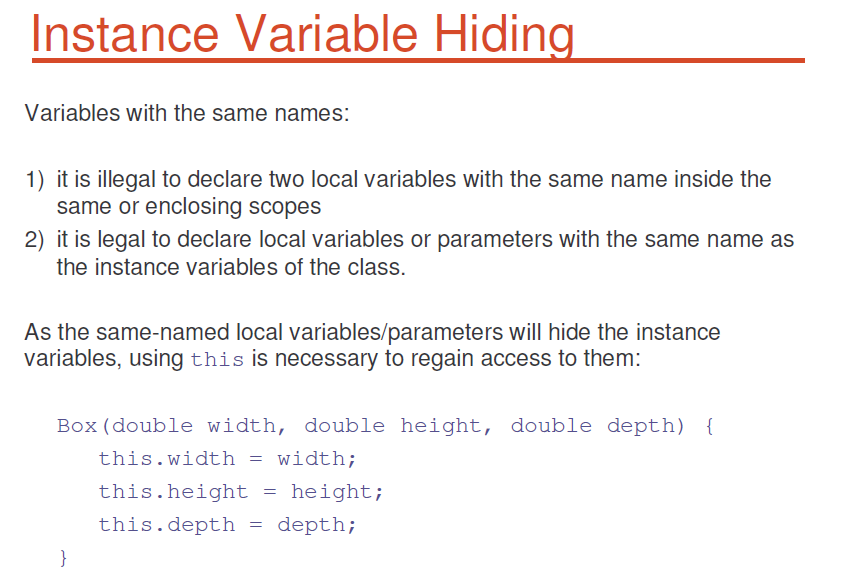 Instance Variable Hiding
Variables with the same names:
1) it is illegal to declare two local variables with the same name inside the
same or enclosing scopes
2) it is legal to declare local variables or parameters with the same name as
the instance variables of the class.
As the same-named local variables/parameters will hide the instance
variables, using this is necessary to regain access to them:
Box(double width, double height, double depth) {
this.width = width;
this.height = height;
this.depth = depth;
}